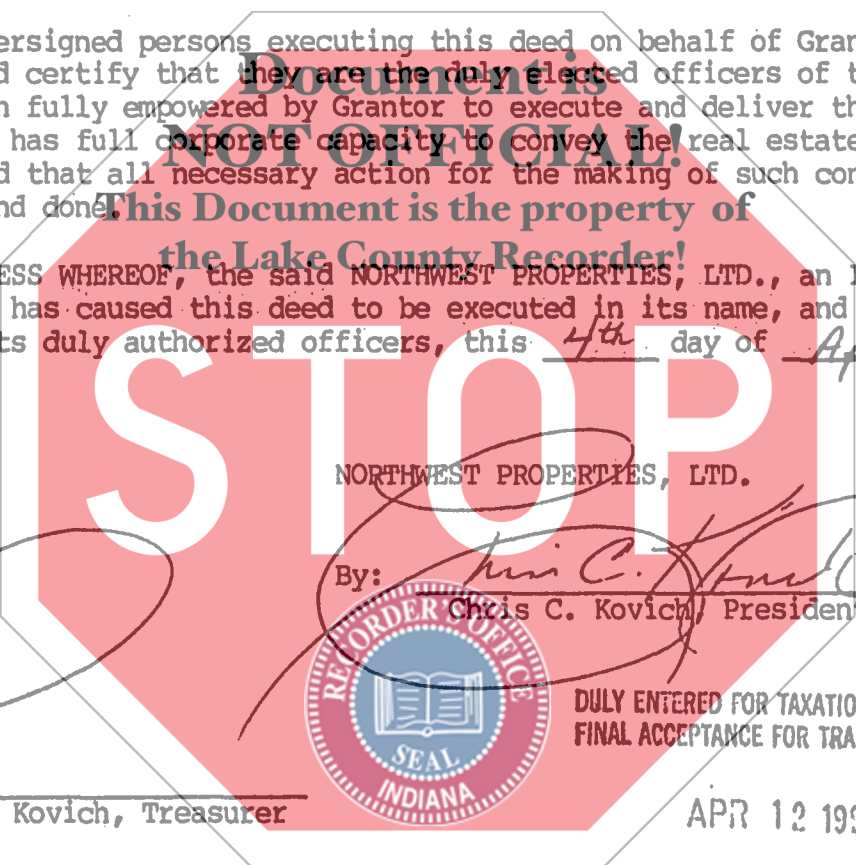 ersigned persons executing this deed on behalf of Gran
d certify that they are the duly elected officers of t
n fully empowered by Grantor to execute and deliver th
has full corporate capacity to convey the real estate
d that all necessary action for the making of such con
nd done.
Document is
NOT OFFICIAL!
This Document is the property of
the Lake County Recorder!
ESS WHEREOF, the said NORTHWEST PROPERTIES, LTD., an I
has caused this deed to be executed in its name, and
ts duly authorized officers, this 4th day of Ap
STOP
NORTHWEST PROPERTIES, LTD.
By: Chris C. Kovich
Chris C. Kovich, President
RECORDER'S OFFICE
SEAL
INDIANA
DULY ENTERED FOR TAXATIO
FINAL ACCEPTANCE FOR TRA
Kovich, Treasurer
APR 12 199